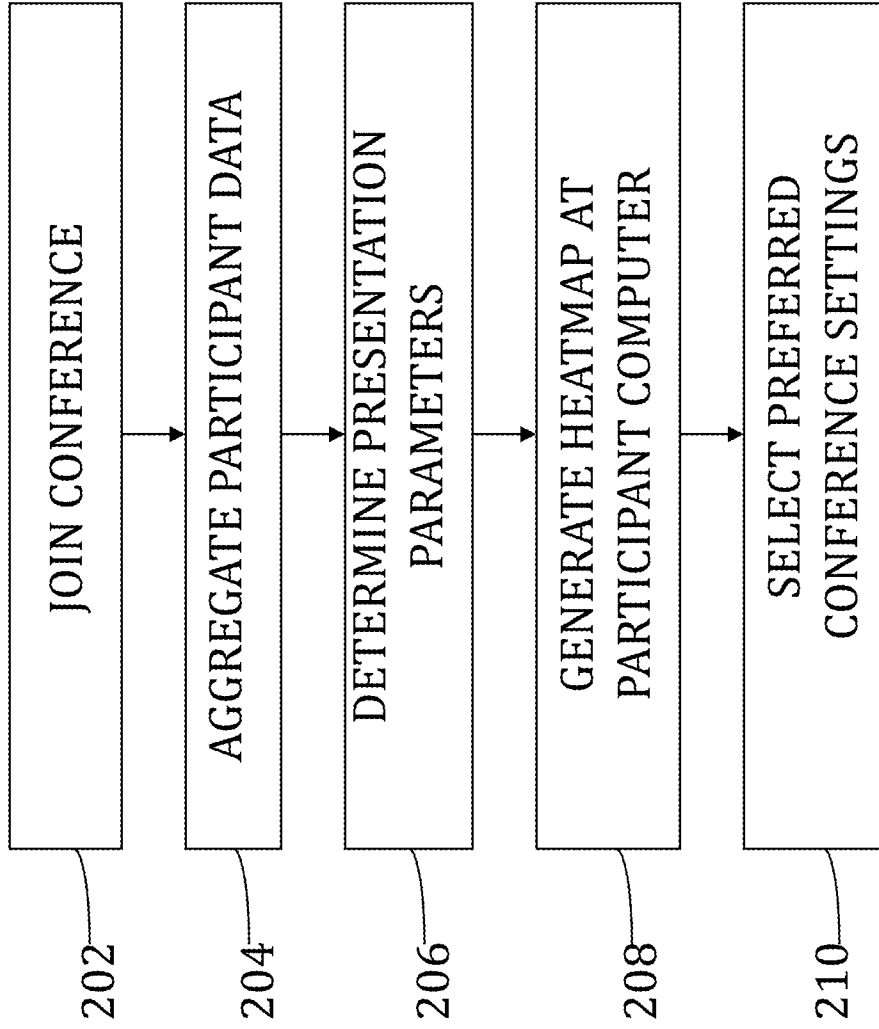 202
JOIN CONFERENCE
204
AGGREGATE PARTICIPANT DATA
206
DETERMINE PRESENTATION
PARAMETERS
208
GENERATE HEATMAP AT
PARTICIPANT COMPUTER
210
SELECT PREFERRED
CONFERENCE SETTINGS